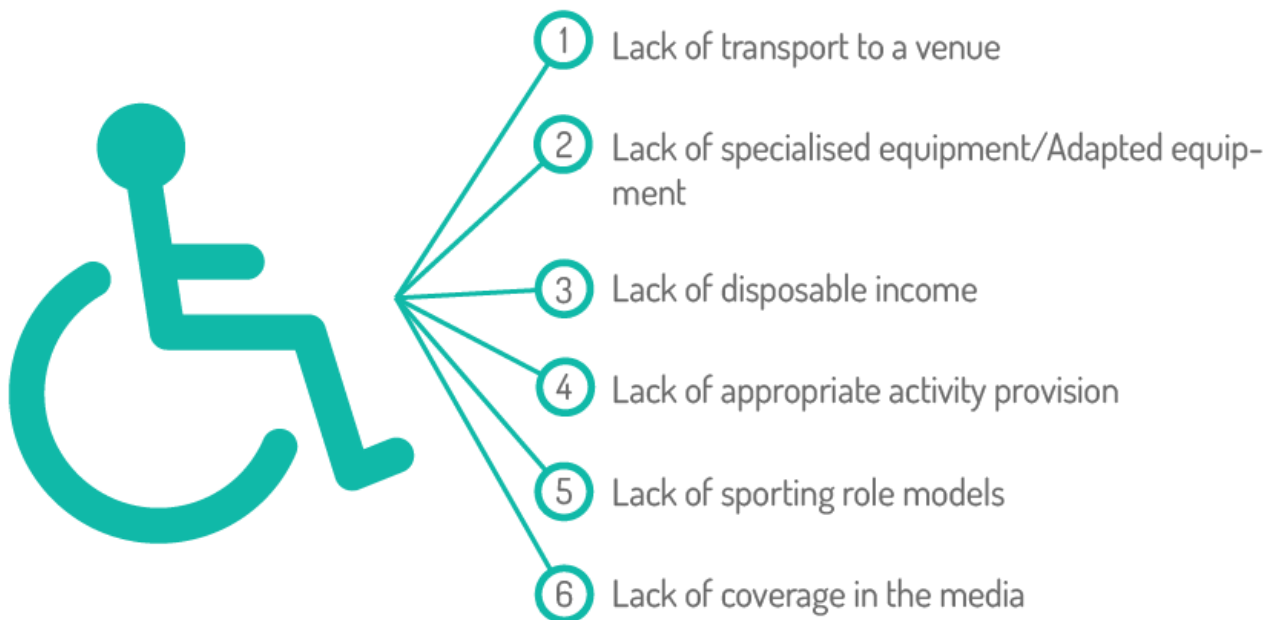 1 Lack of transport to a venue
2 Lack of specialised equipment/Adapted equip-
ment
3 Lack of disposable income
4 Lack of appropriate activity provision
5 Lack of sporting role models
6 Lack of coverage in the media